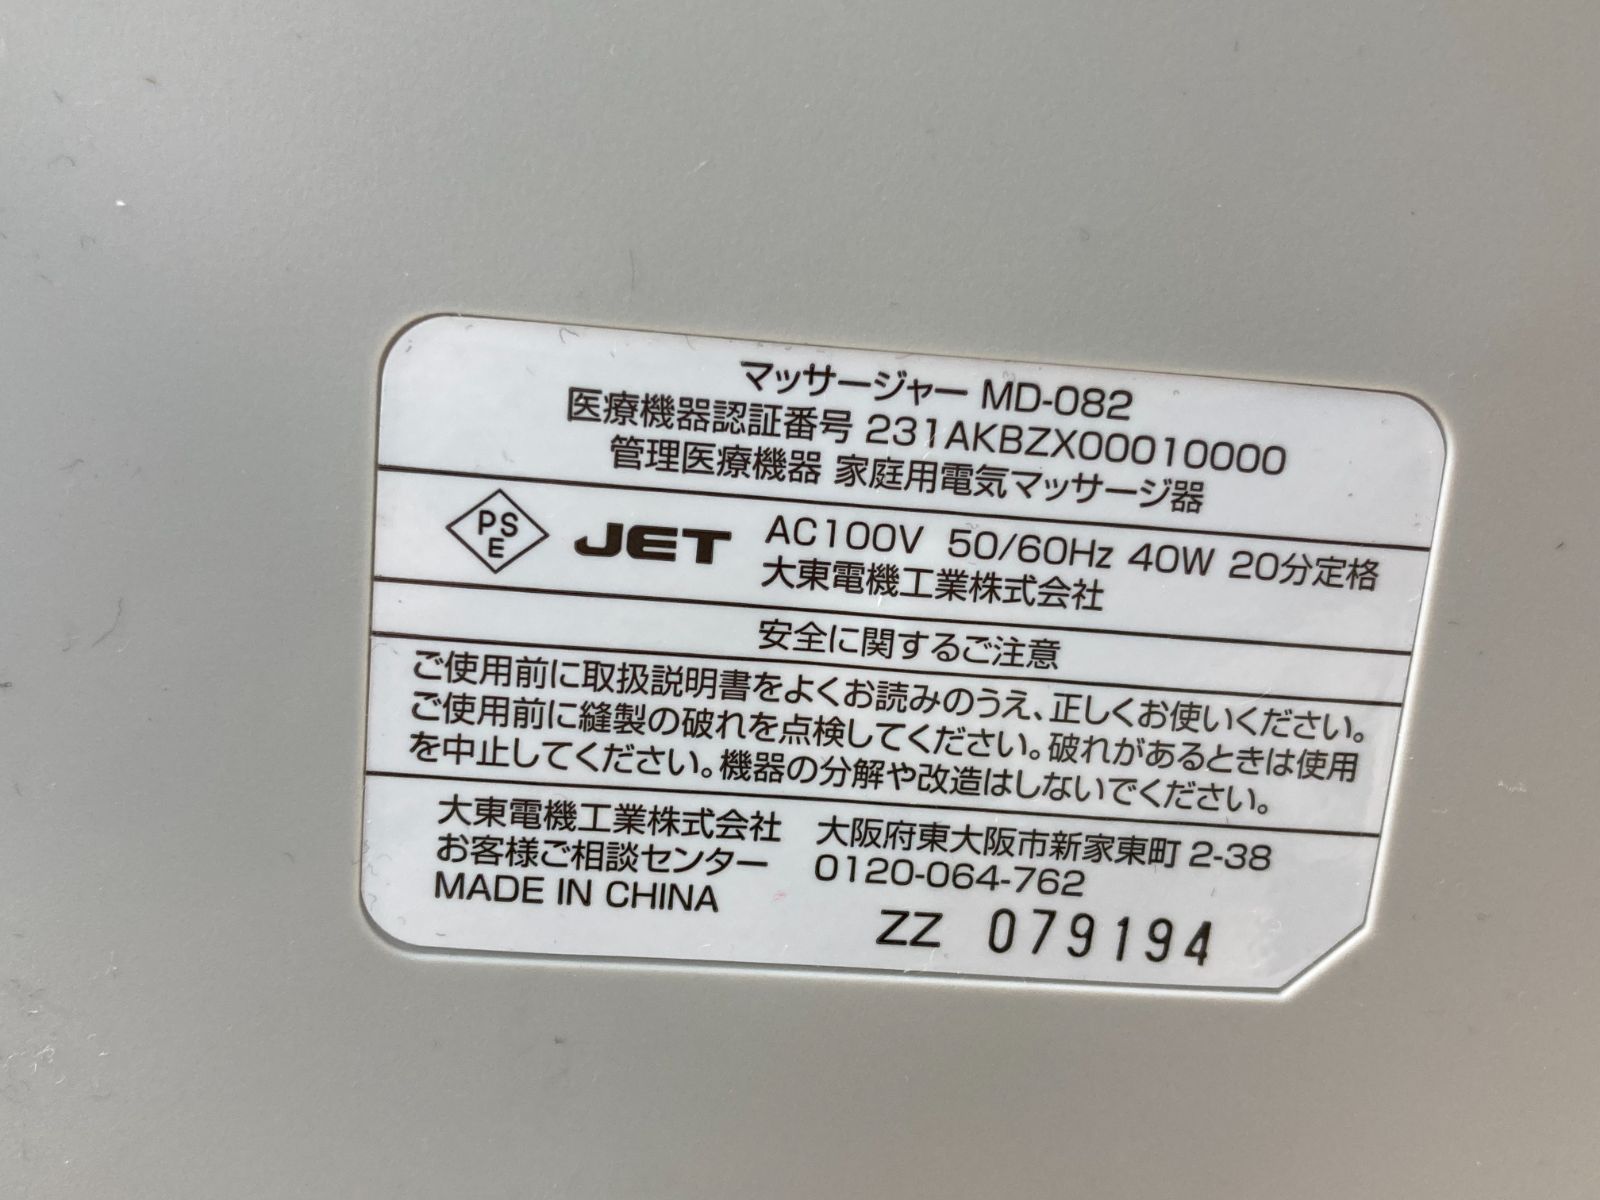 マッサージャー MD-082
医療機器認証番号 231AKBZX00010000
管理医療機器 家庭用電気マッサージ器
PS
E
JET
AC100V 50/60Hz 40W 20分定格
大東電機工業株式会社
安全に関するご注意
ご使用前に取扱説明書をよくお読みのうえ、正しくお使いください。
ご使用前に縫製の破れを点検してください。破れがあるときは使用
を中止してください。機器の分解や改造はしないでください。
大東電機工業株式会社 大阪府東大阪市新家東町 2-38
お客様ご相談センター 0120-064-762
MADE IN CHINA
ZZ 079194